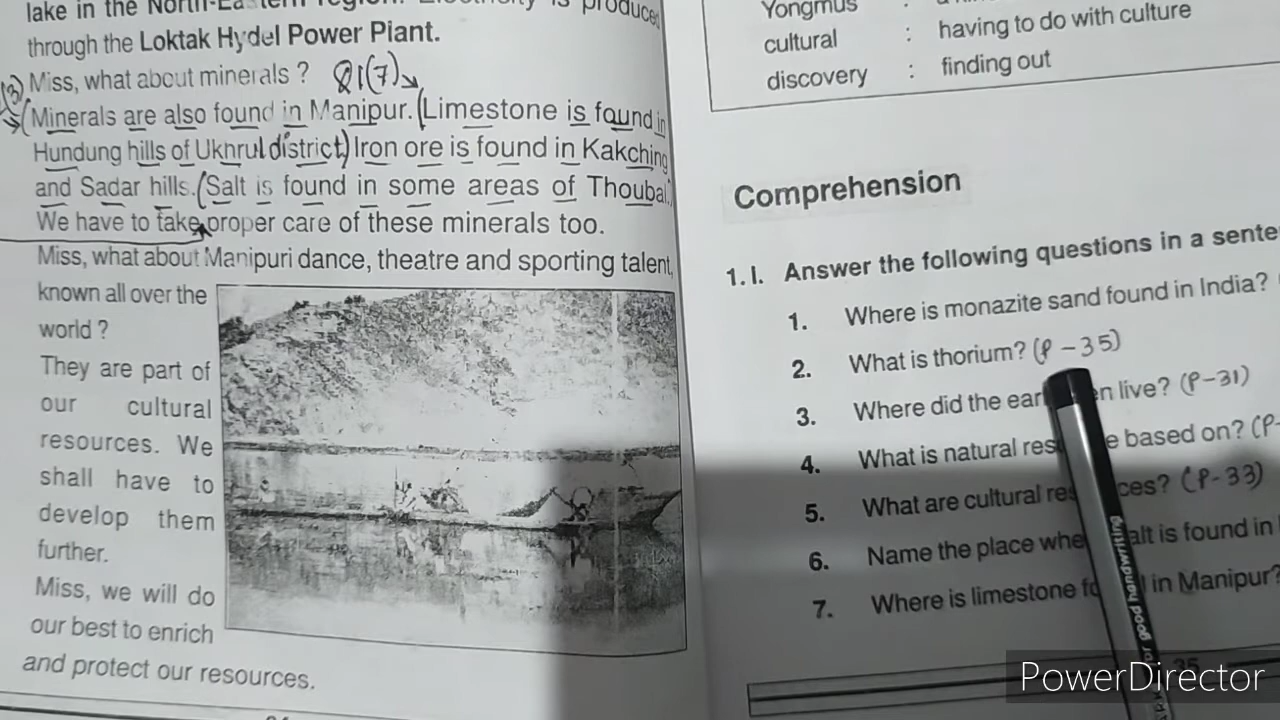 lake in the North-Eastern region. Electricity is produced
through the Loktak Hydel Power Plant.
(3) Miss, what about minerals ? Q1(7)
(Minerals are also found in Manipur. (Limestone is found in
Hundung hills of Ukhrul district.) Iron ore is found in Kakching
and Sadar hills. (Salt is found in some areas of Thoubal.)
We have to take proper care of these minerals too.
Miss, what about Manipuri dance, theatre and sporting talent,
known all over the
world ?
They are part of
our cultural
resources. We
shall have to
develop them
further.
Miss, we will do
our best to enrich
and protect our resources.
Yongmus :
cultural : having to do with culture
discovery : finding out
Comprehension
1. I. Answer the following questions in a sente
1. Where is monazite sand found in India?
2. What is thorium? (P-35)
3. Where did the ear en live? (P-31)
4. What is natural res e based on? (P-
5. What are cultural res ces? (P-33)
6. Name the place whe alt is found in
7. Where is limestone fo in Manipur?
for good handwriting
35
PowerDirector